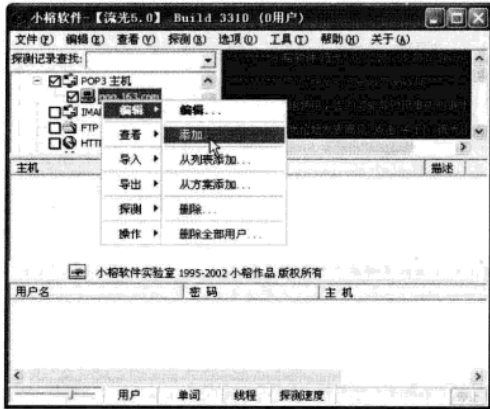 小榕软件-【流光5.0】 Build 3310 (0用户)
文件(F) 编辑(E) 查看(V) 探测(R) 选项(O) 工具(T) 帮助(H) 关于(A)
探测记录查找:
POP3 主机
pop.163.com
IMAP
FTP
HTTP
编辑 编辑...
查看 添加...
导入 从列表添加...
导出 从方案添加...
探测 删除...
操作 删除全部用户...
主机 描述
小榕软件实验室 1995-2002 小榕作品 版权所有
用户名 密码 主机
用户 单词 线程 探测速度